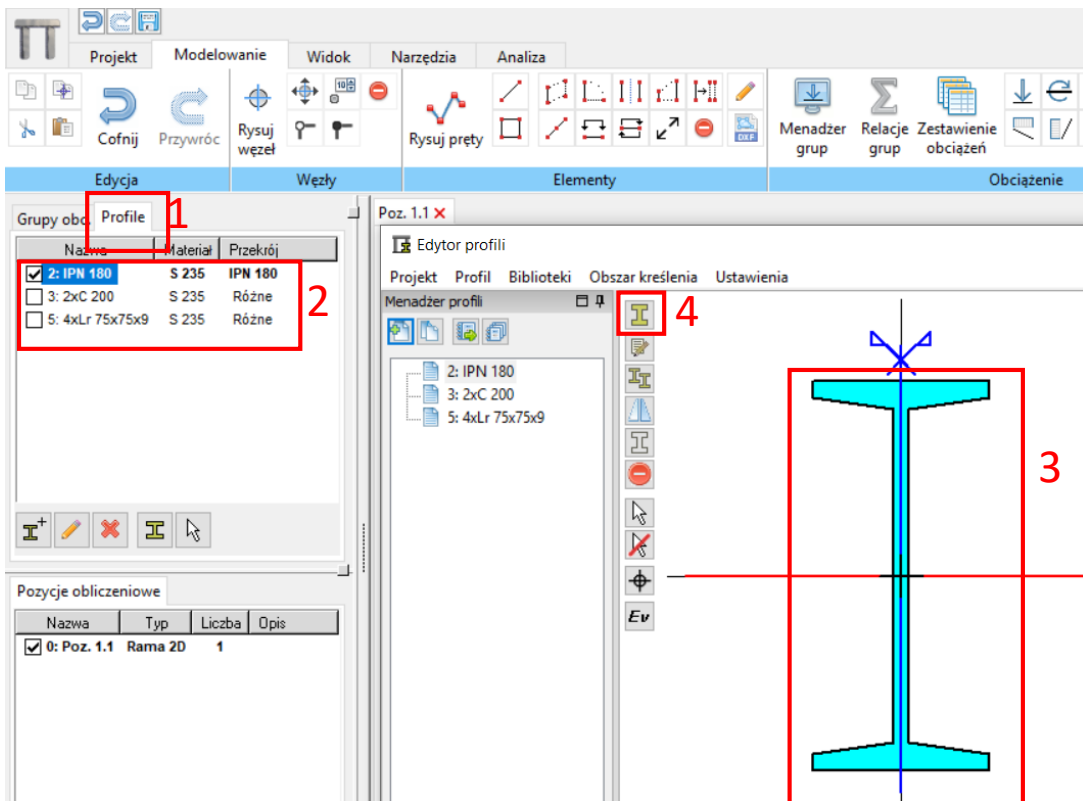 Projekt Modelowanie Widok Narzędzia Analiza
Cofnij Przywróc Rysuj węzeł 10 Rysuj pręty DXF Menadżer grup Relacje grup Zestawienie obciążeń
Edycja Węzły Elementy Obciążenie
Grupy obc. Profile 1
Nazwa Materiał Przekrój
2: IPN 180 S 235 IPN 180
3: 2xC 200 S 235 Różne
5: 4xLr 75x75x9 S 235 Różne
2
Pozycje obliczeniowe
Nazwa Typ Liczba Opis
0: Poz. 1.1 Rama 2D 1
Poz. 1.1
Edytor profili
Projekt Profil Biblioteki Obszar kreślenia Ustawienia
Menadżer profili
2: IPN 180
3: 2xC 200
5: 4xLr 75x75x9
4
Ev
3